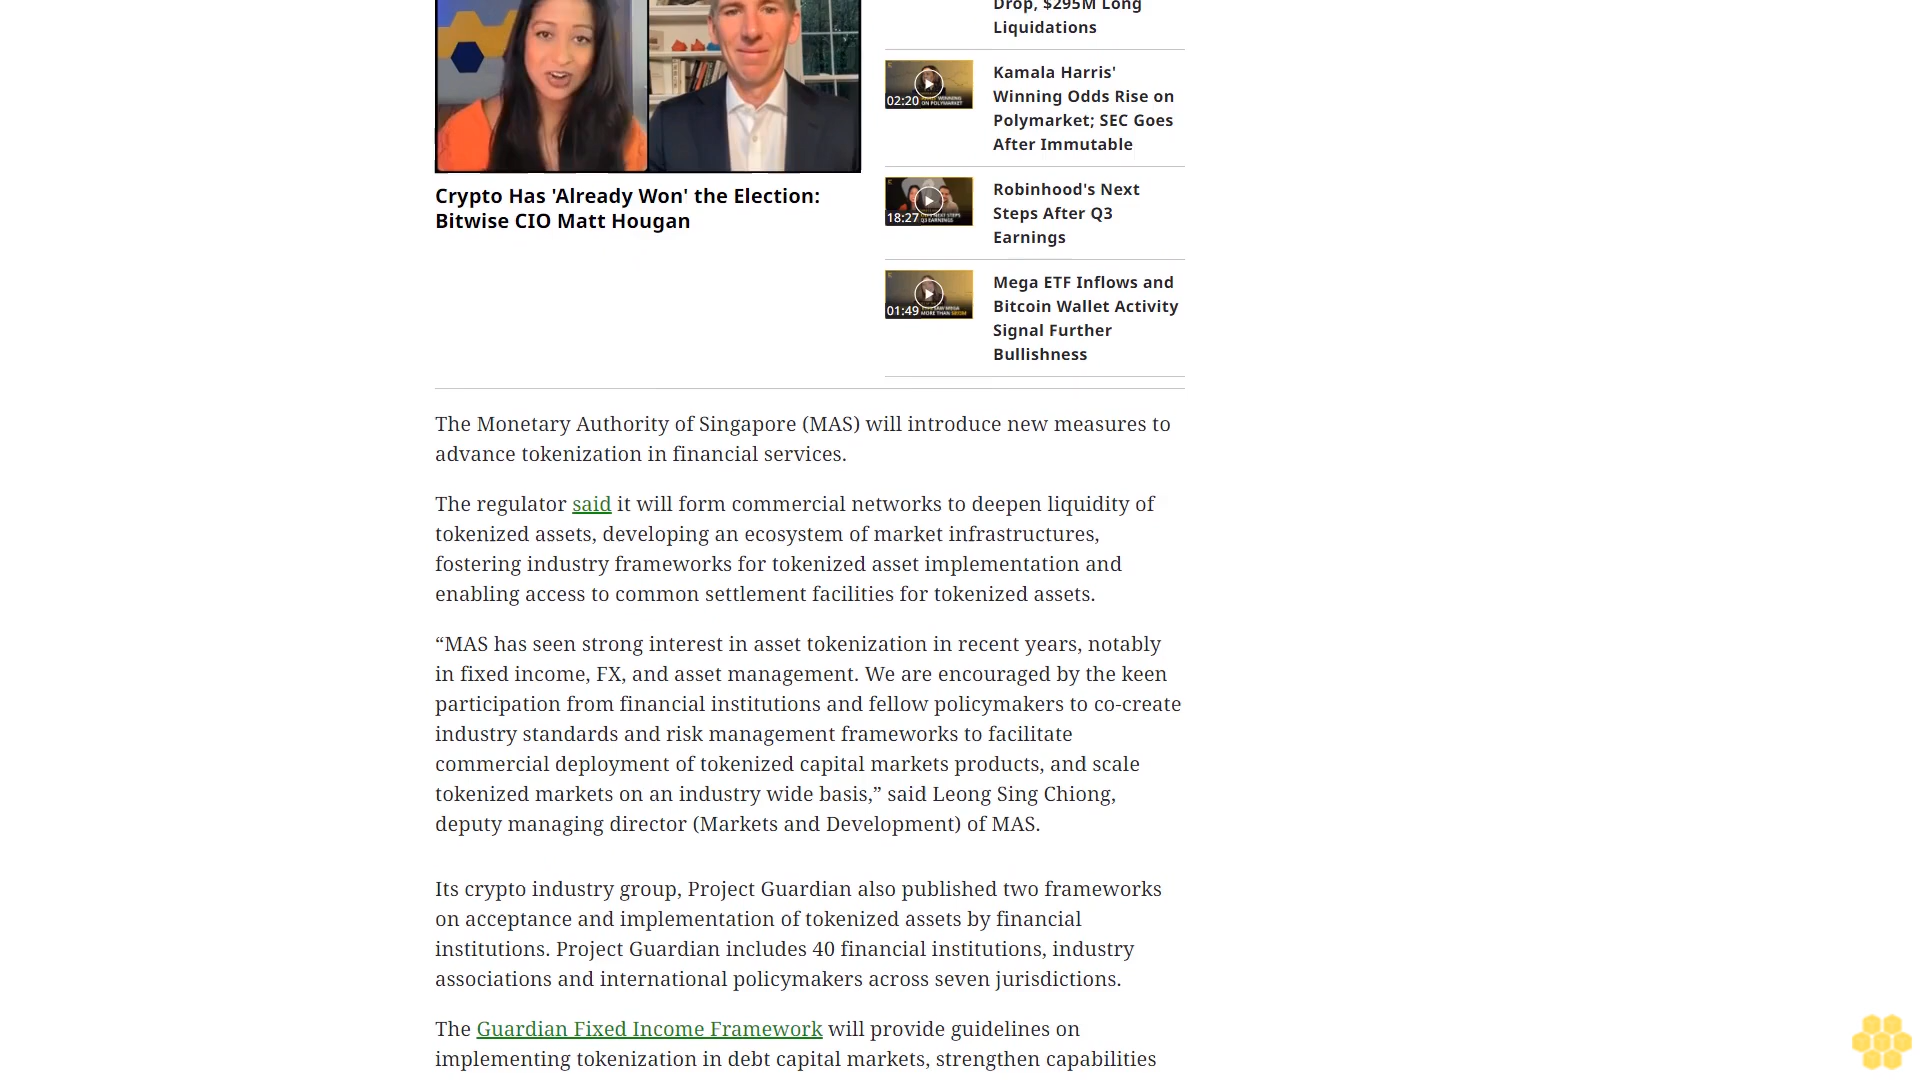 Crypto Has 'Already Won' the Election:
Bitwise CIO Matt Hougan
Drop, $295M Long
Liquidations
02:20
ON POLYMARKET
Kamala Harris'
Winning Odds Rise on
Polymarket; SEC Goes
After Immutable
18:27
Q3 EARNINGS
Robinhood's Next
Steps After Q3
Earnings
01:49
MORE THAN
Mega ETF Inflows and
Bitcoin Wallet Activity
Signal Further
Bullishness
The Monetary Authority of Singapore (MAS) will introduce new measures to
advance tokenization in financial services.
The regulator said it will form commercial networks to deepen liquidity of
tokenized assets, developing an ecosystem of market infrastructures,
fostering industry frameworks for tokenized asset implementation and
enabling access to common settlement facilities for tokenized assets.
“MAS has seen strong interest in asset tokenization in recent years, notably
in fixed income, FX, and asset management. We are encouraged by the keen
participation from financial institutions and fellow policymakers to co-create
industry standards and risk management frameworks to facilitate
commercial deployment of tokenized capital markets products, and scale
tokenized markets on an industry wide basis,” said Leong Sing Chiong,
deputy managing director (Markets and Development) of MAS.
Its crypto industry group, Project Guardian also published two frameworks
on acceptance and implementation of tokenized assets by financial
institutions. Project Guardian includes 40 financial institutions, industry
associations and international policymakers across seven jurisdictions.
The Guardian Fixed Income Framework will provide guidelines on
implementing tokenization in debt capital markets, strengthen capabilities